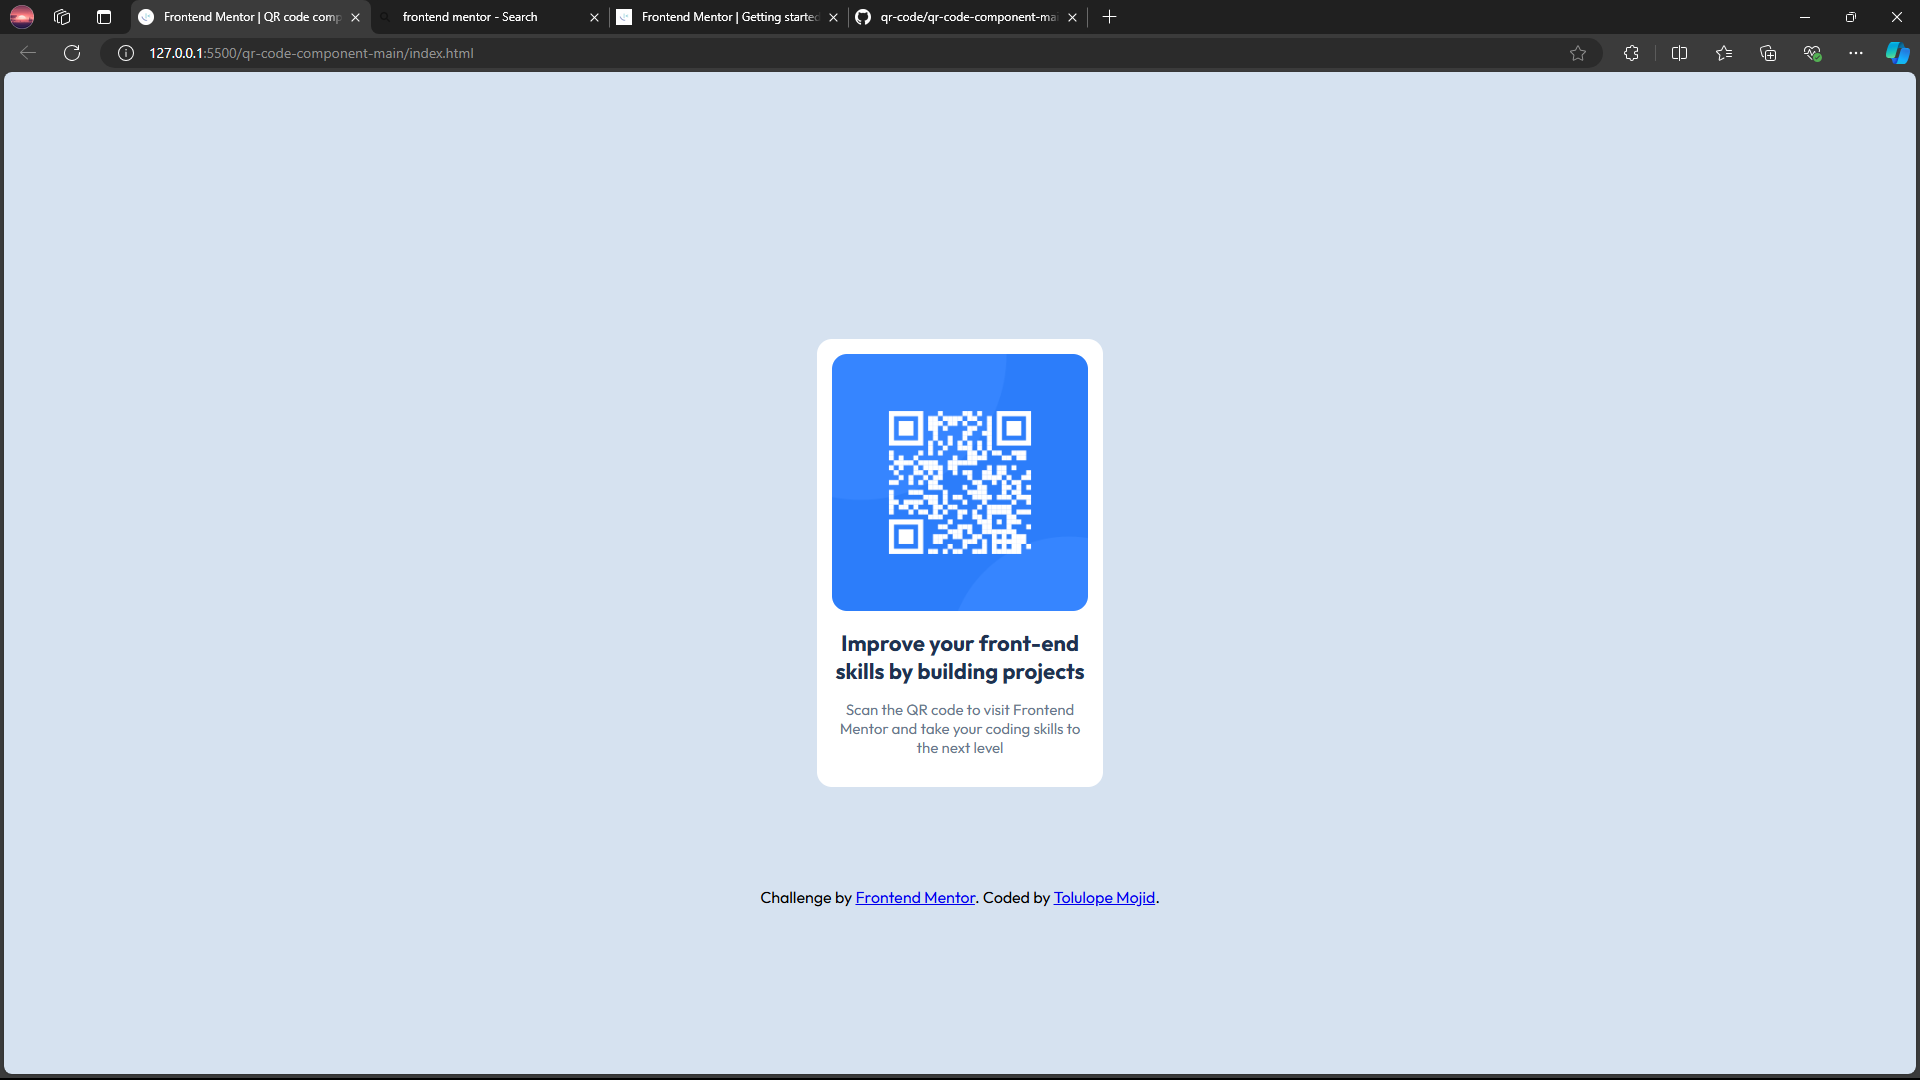 Frontend Mentor | QR code comp
frontend mentor - Search
Frontend Mentor | Getting started
qr-code/qr-code-component-mai
127.0.0.1:5500/qr-code-component-main/index.html
Improve your front-end
skills by building projects
Scan the QR code to visit Frontend
Mentor and take your coding skills to
the next level
Challenge by Frontend Mentor. Coded by Tolulope Mojid.